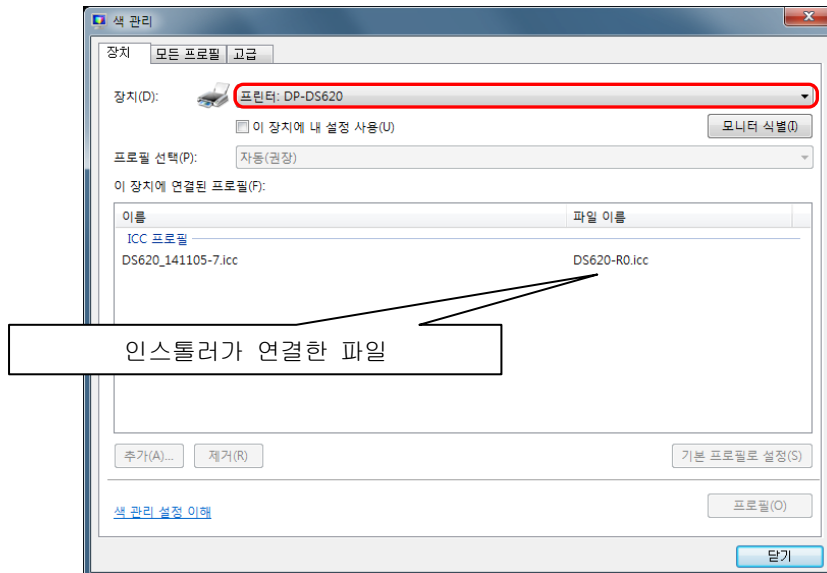 색 관리
장치 모든 프로필 고급
장치(D): 프린터: DP-DS620
이 장치에 내 설정 사용(U) 모니터 식별(I)
프로필 선택(P): 자동(권장)
이 장치에 연결된 프로필(F):
이름 파일 이름
ICC 프로필
DS620_141105-7.icc DS620-R0.icc
인스톨러가 연결한 파일
추가(A)... 제거(R) 기본 프로필로 설정(S)
색 관리 설정 이해 프로필(O)
닫기